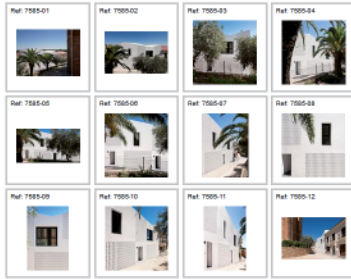 Ref: 7585-01
Ref: 7585-02
Ref: 7585-03
Ref: 7585-04
Ref: 7585-05
Ref: 7585-06
Ref: 7585-07
Ref: 7585-08
Ref: 7585-09
Ref: 7585-10
Ref: 7585-11
Ref: 7585-12